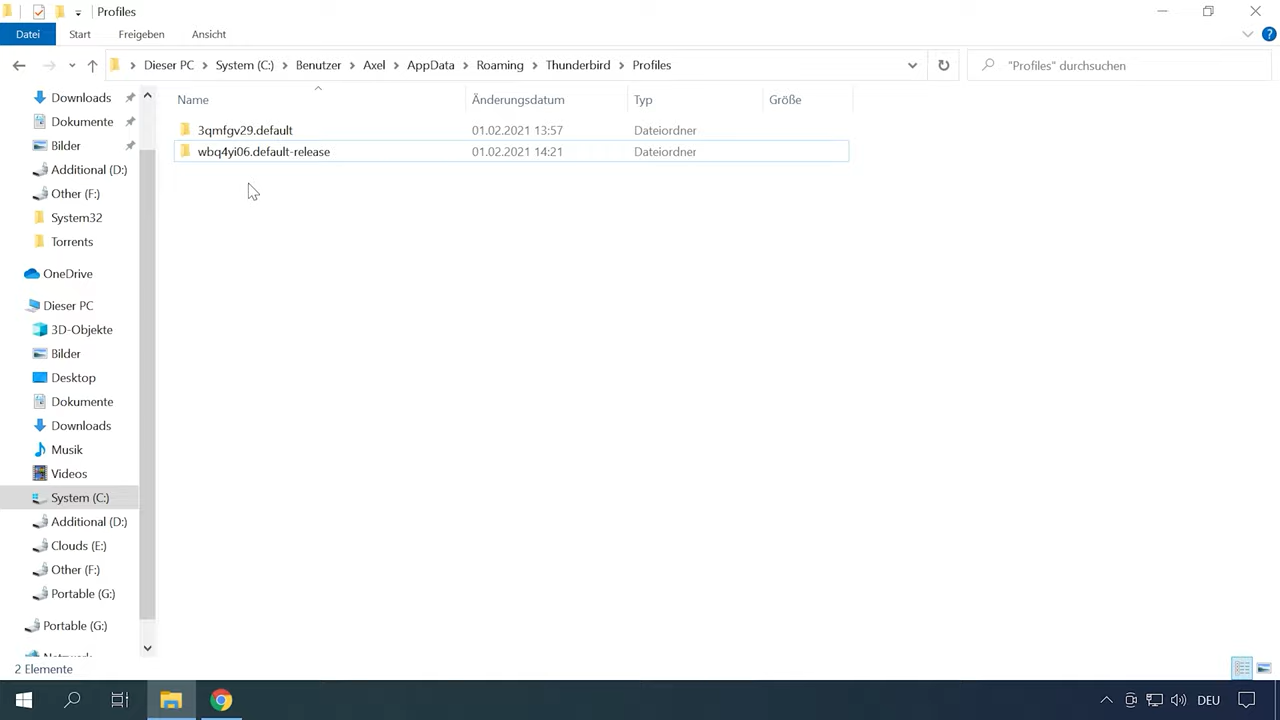 Profiles
Datei Start Freigeben Ansicht ?
Dieser PC System (C:) Benutzer Axel AppData Roaming Thunderbird Profiles "Profiles" durchsuchen
Name Änderungsdatum Typ Größe
3qmfgv29.default 01.02.2021 13:57 Dateiordner
wbq4yi06.default-release 01.02.2021 14:21 Dateiordner
Downloads
Dokumente
Bilder
Additional (D:)
Other (F:)
System32
Torrents
OneDrive
Dieser PC
3D-Objekte
Bilder
Desktop
Dokumente
Downloads
Musik
Videos
System (C:)
Additional (D:)
Clouds (E:)
Other (F:)
Portable (G:)
Portable (G:)
2 Elemente
DEU